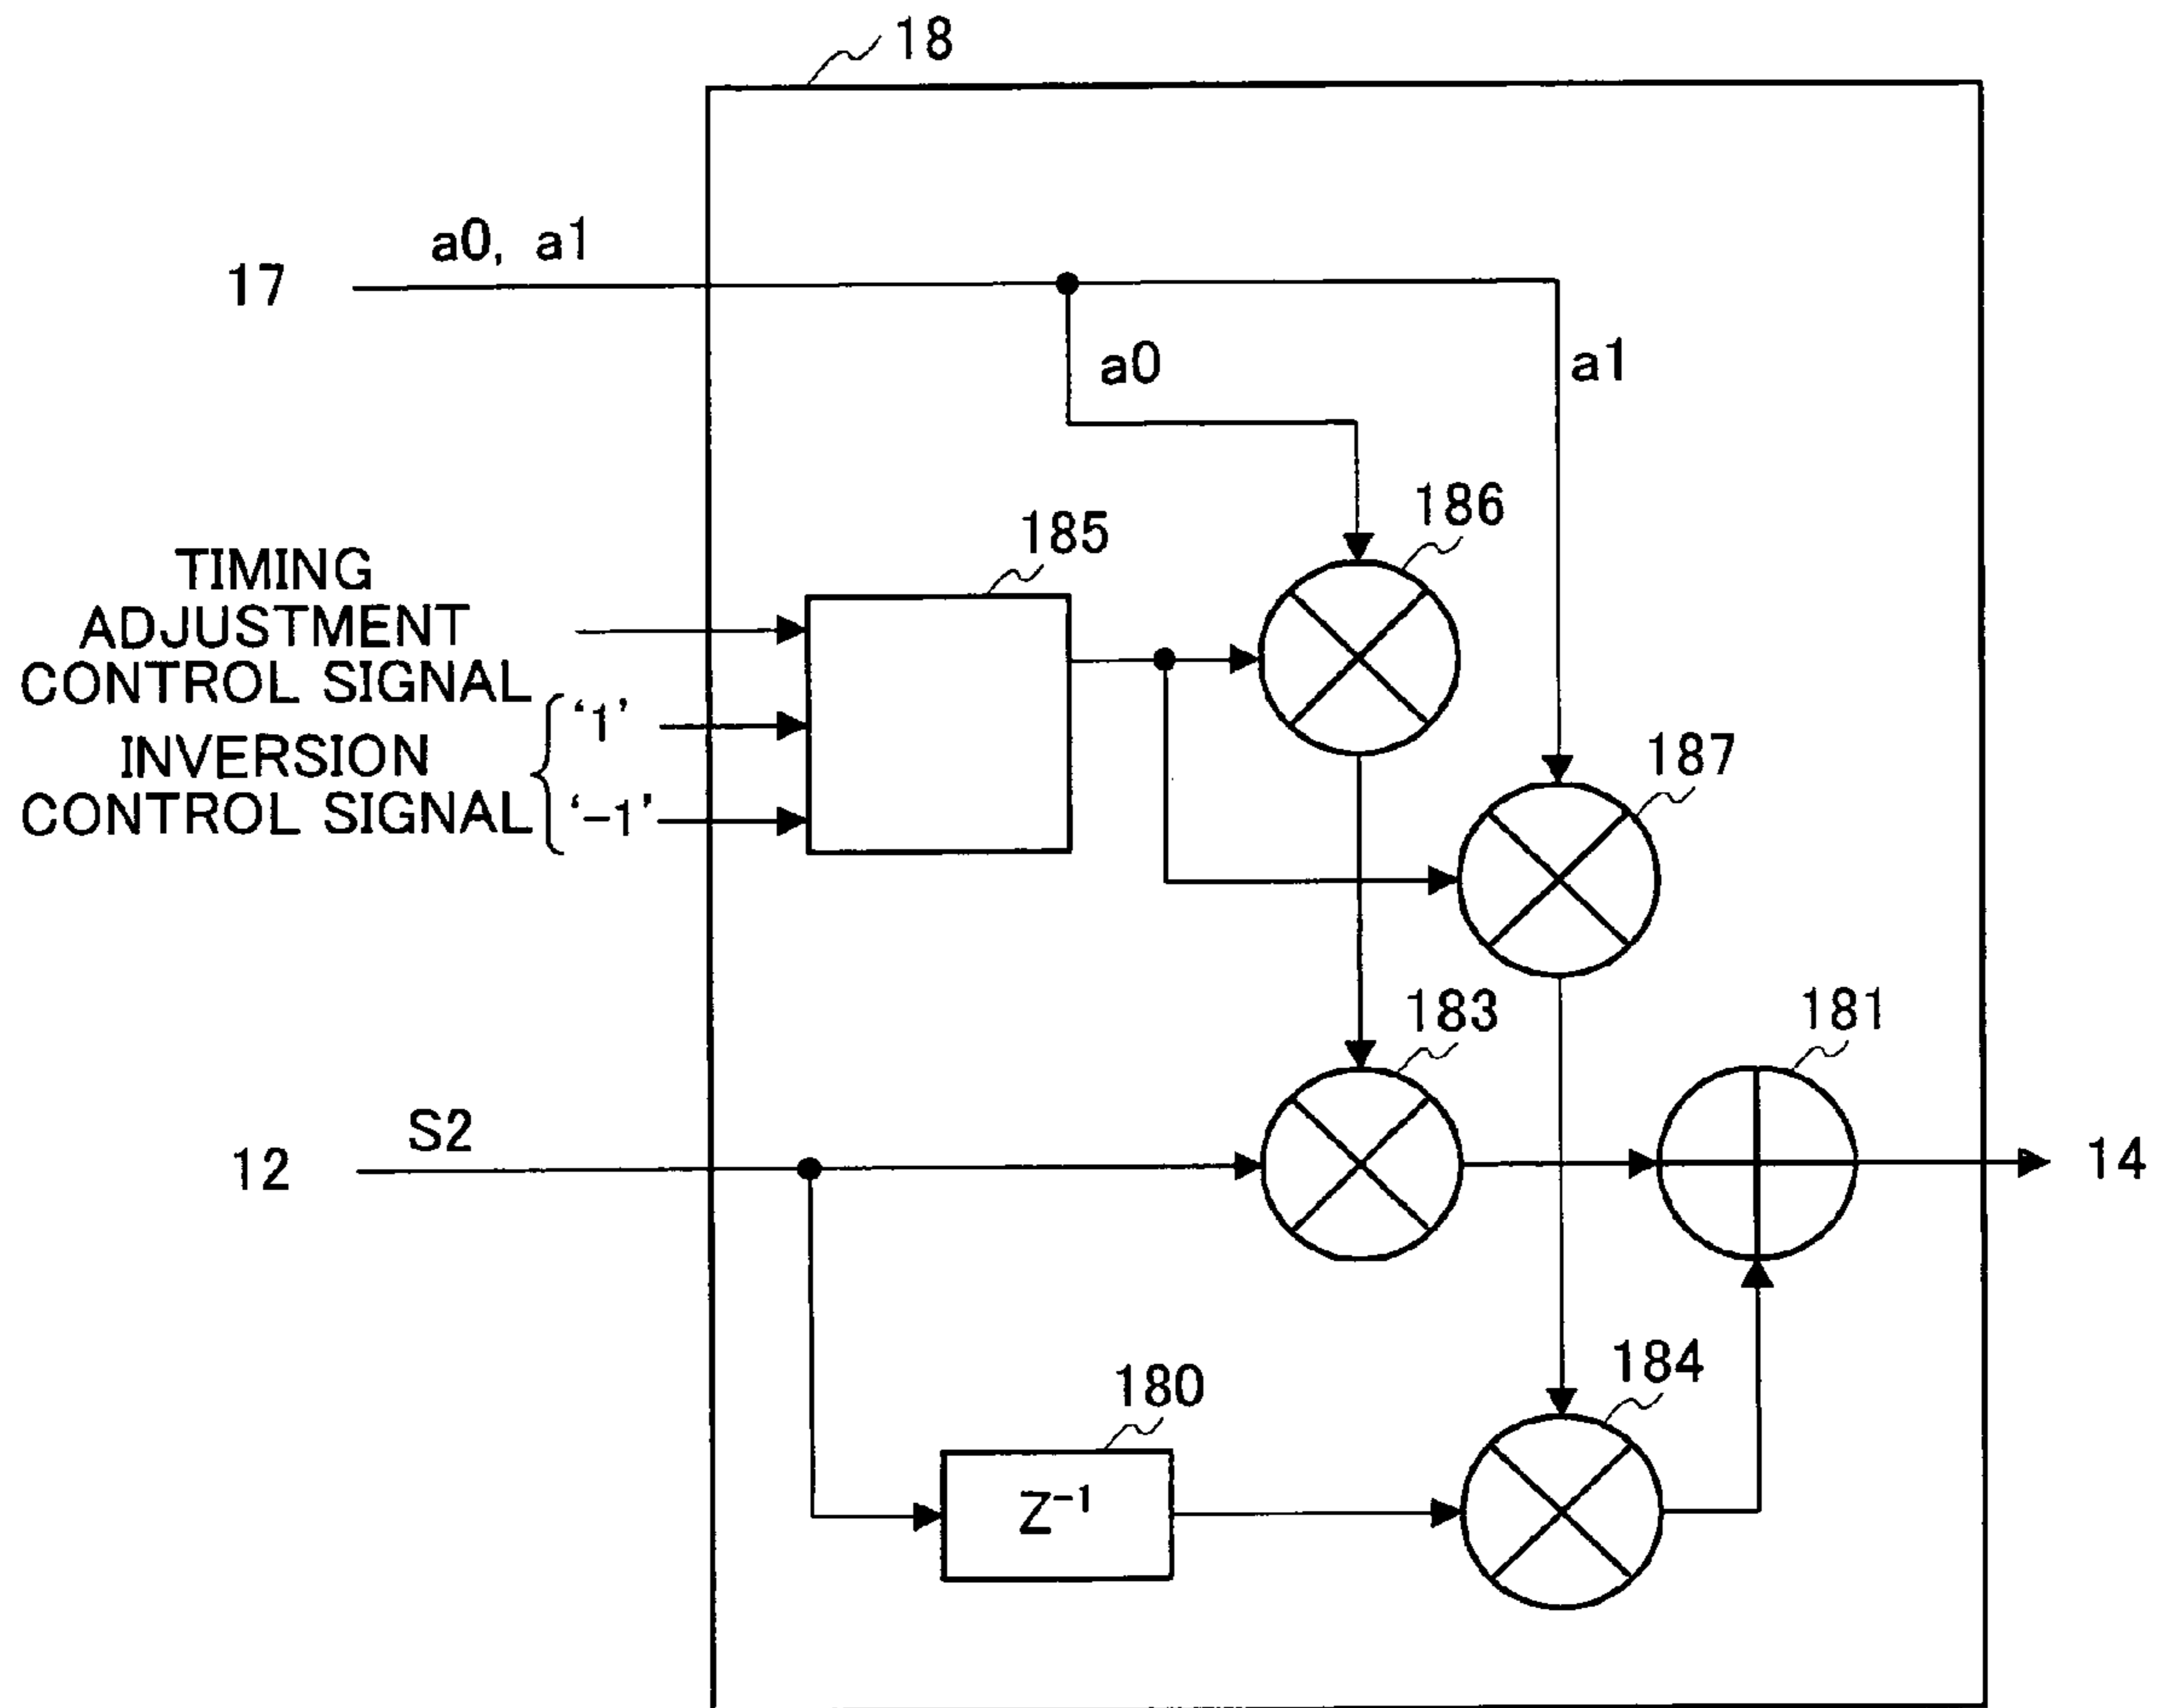 18
a0, a1
17
a0
a1
186
185
TIMING
ADJUSTMENT
CONTROL SIGNAL
‘1’
INVERSION
CONTROL SIGNAL
‘-1’
187
183
181
S2
12
14
184
180
Z⁻¹